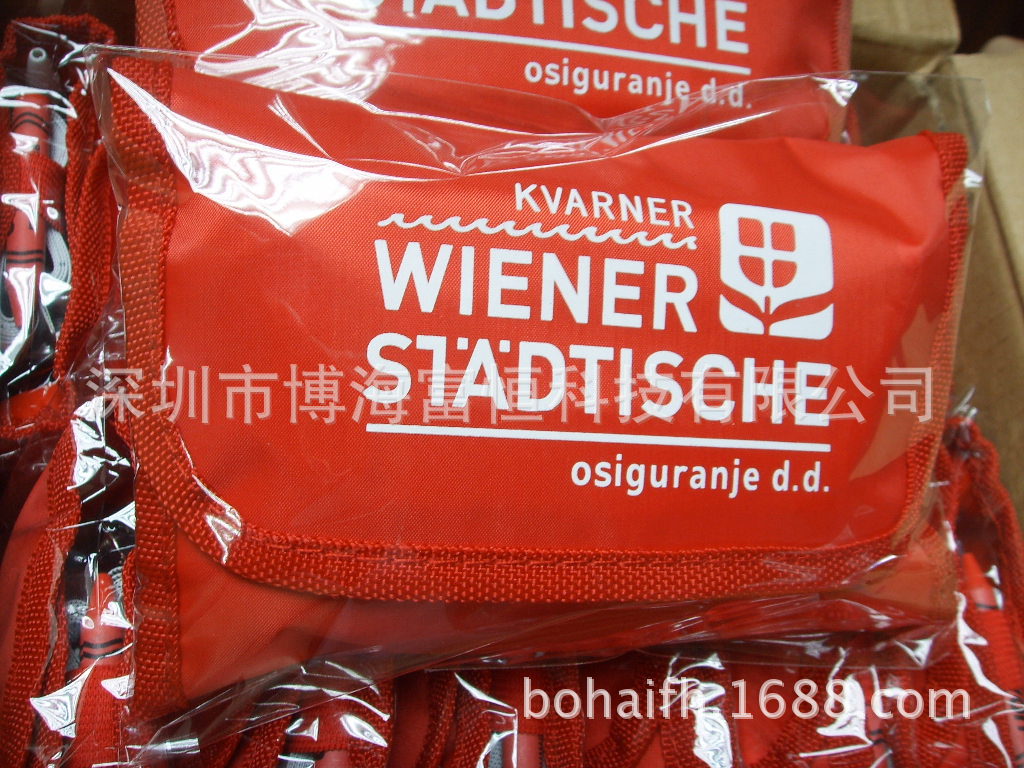 STÄDTISCHE
osiguranje d.d.
KVARNER
WIENER
STÄDTISCHE
深圳市博海富恒科技有限公司
osiguranje d.d.
bohaifh.1688.com